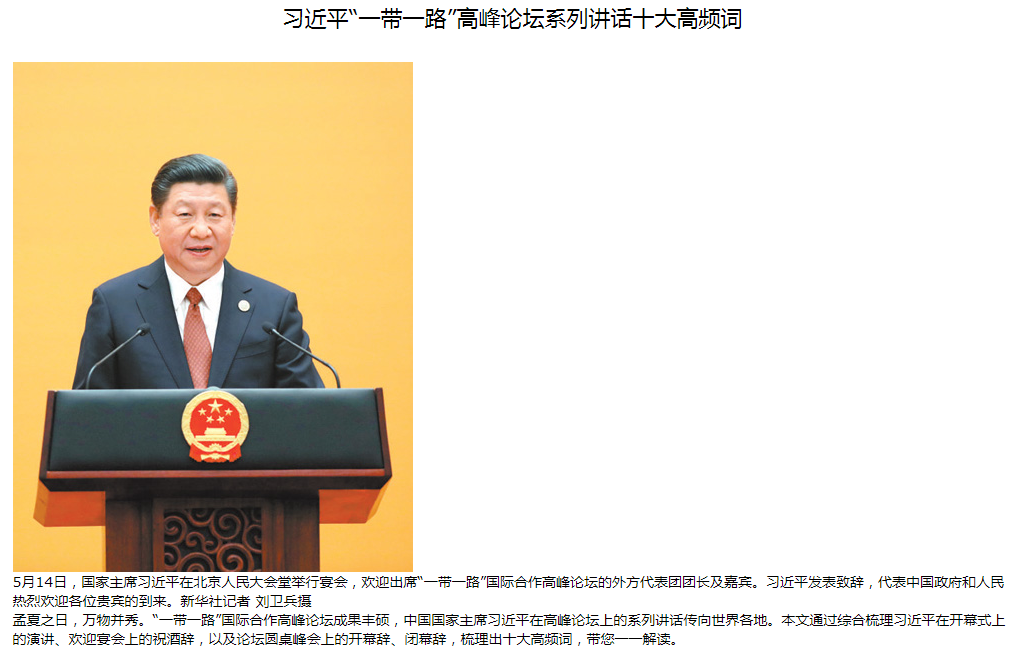 习近平“一带一路”高峰论坛系列讲话十大高频词
5月14日，国家主席习近平在北京人民大会堂举行宴会，欢迎出席“一带一路”国际合作高峰论坛的外方代表团团长及嘉宾。习近平发表致辞，代表中国政府和人民
热烈欢迎各位贵宾的到来。新华社记者 刘卫兵摄
孟夏之日，万物并秀。“一带一路”国际合作高峰论坛成果丰硕，中国国家主席习近平在高峰论坛上的系列讲话传向世界各地。本文通过综合梳理习近平在开幕式上
的演讲、欢迎宴会上的祝酒辞，以及论坛圆桌峰会上的开幕辞、闭幕辞，梳理出十大高频词，带您一一解读。